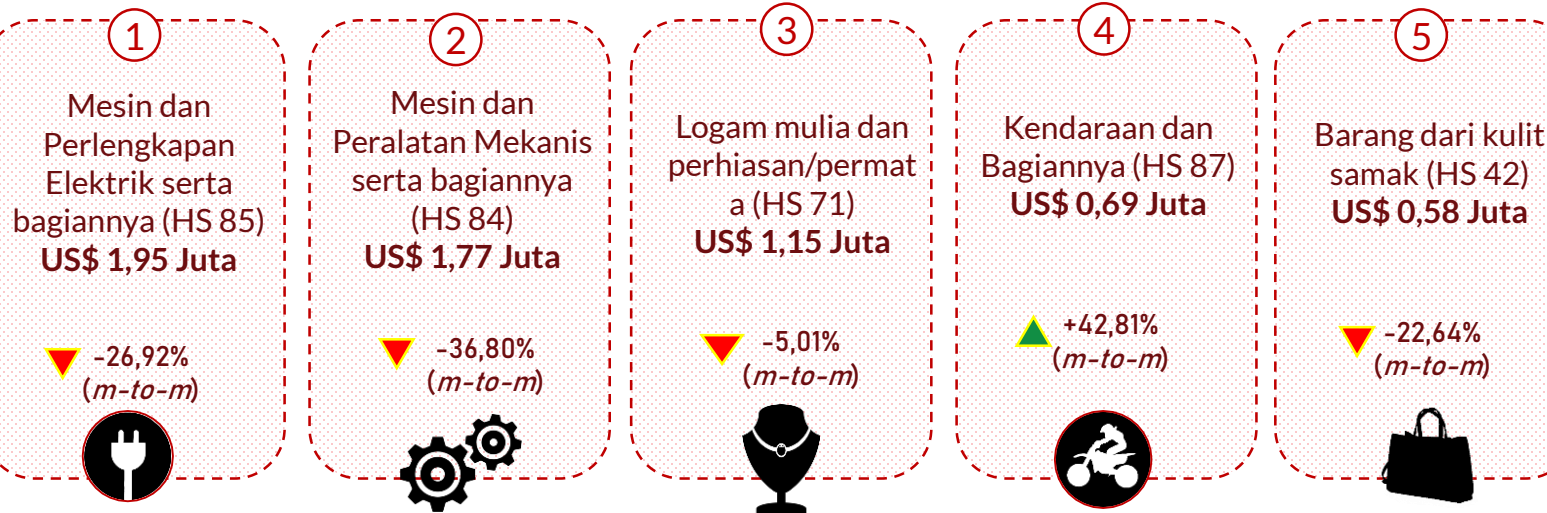 1
Mesin dan
Perlengkapan
Elektrik serta
bagiannya (HS 85)
US$ 1,95 Juta
-26,92%
(m-to-m)
2
Mesin dan
Peralatan Mekanis
serta bagiannya
(HS 84)
US$ 1,77 Juta
-36,80%
(m-to-m)
3
Logam mulia dan
perhiasan/permat
a (HS 71)
US$ 1,15 Juta
-5,01%
(m-to-m)
4
Kendaraan dan
Bagiannya (HS 87)
US$ 0,69 Juta
+42,81%
(m-to-m)
5
Barang dari kulit
samak (HS 42)
US$ 0,58 Juta
-22,64%
(m-to-m)